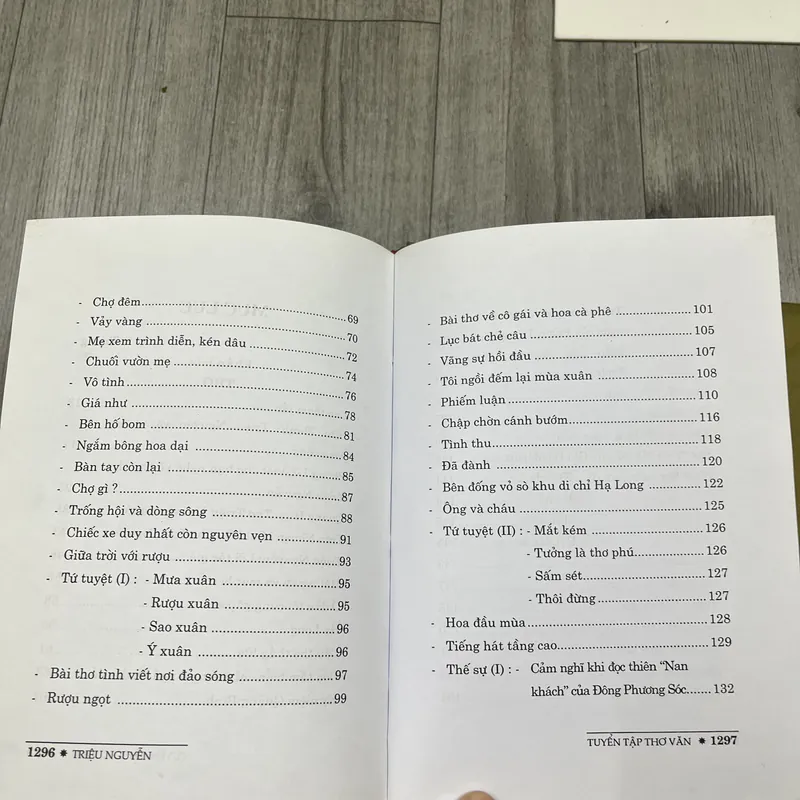 - Chợ đêm.......... 69
- Vảy vàng .......... 70
- Mẹ xem trình diễn, kén dâu .......... 72
- Chuối vườn mẹ .......... 74
- Vô tình .......... 76
- Giá như .......... 78
- Bên hố bom .......... 81
- Ngắm bông hoa dại .......... 84
- Bàn tay còn lại .......... 85
- Chợ gì ?.......... 87
- Trống hội và dòng sông .......... 88
- Chiếc xe duy nhất còn nguyên vẹn .......... 91
- Giữa trời với rượu .......... 93
- Tứ tuyệt (I) : - Mưa xuân .......... 95
- Rượu xuân .......... 95
- Sao xuân .......... 96
- Ý xuân .......... 96
- Bài thơ tình viết nơi đảo sóng .......... 97
- Rượu ngọt .......... 99
1296 ✷ TRIỆU NGUYỄN
- Bài thơ về cô gái và hoa cà phê .......... 101
- Lục bát chẻ câu .......... 105
- Vãng sự hồi đầu .......... 107
- Tôi ngồi đếm lại mùa xuân .......... 108
- Phiếm luận .......... 110
- Chập chờn cánh bướm.......... 116
- Tình thu.......... 118
- Đã đành .......... 120
- Bên đống vỏ sò khu di chỉ Hạ Long .......... 122
- Ông và cháu .......... 125
- Tứ tuyệt (II) : - Mắt kém .......... 126
- Tưởng là thơ phú.......... 126
- Sấm sét.......... 127
- Thôi đừng .......... 127
- Hoa đầu mùa .......... 128
- Tiếng hát tầng cao.......... 129
- Thế sự (I) : - Cảm nghĩ khi đọc thiên “Nan
khách” của Đông Phương Sóc....... 132
TUYỂN TẬP THƠ VĂN ✷ 1297